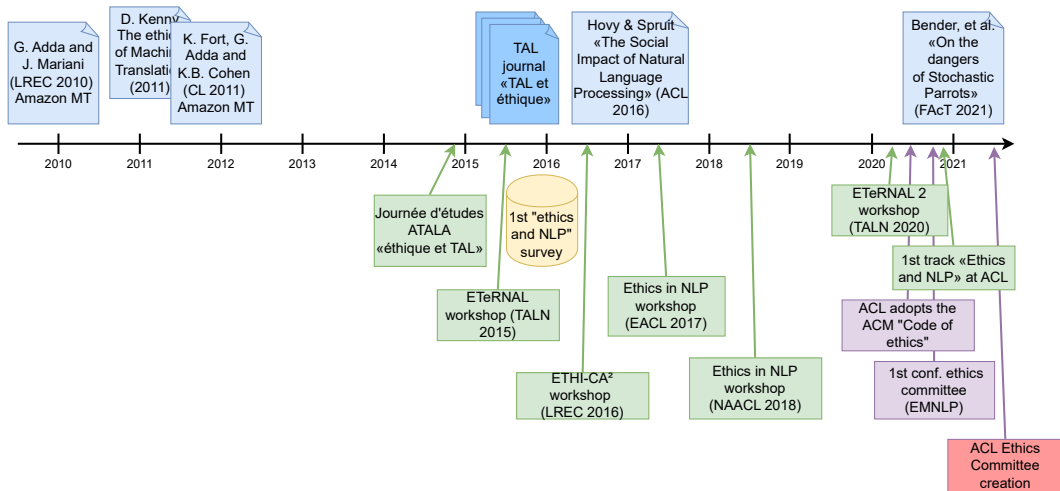 G. Adda and
J. Mariani
(LREC 2010)
Amazon MT
D. Kenny
The ethics
of Machine
Translation
(2011)
K. Fort, G.
Adda and
K.B. Cohen
(CL 2011)
Amazon MT
TAL
journal
«TAL et
éthique»
Hovy & Spruit
«The Social
Impact of Natural
Language
Processing» (ACL
2016)
Bender, et al.
«On the
dangers
of Stochastic
Parrots»
(FAcT 2021)
2010 2011 2012 2013 2014 2015 2016 2017 2018 2019 2020 2021
Journée d'études
ATALA
«éthique et TAL»
1st "ethics
and NLP"
survey
ETeRNAL 2
workshop
(TALN 2020)
1st track «Ethics
and NLP» at ACL
ETeRNAL
workshop (TALN
2015)
Ethics in NLP
workshop
(EACL 2017)
ACL adopts the
ACM "Code of
ethics"
ETHI-CA²
workshop
(LREC 2016)
Ethics in NLP
workshop
(NAACL 2018)
1st conf. ethics
committee
(EMNLP)
ACL Ethics
Committee
creation